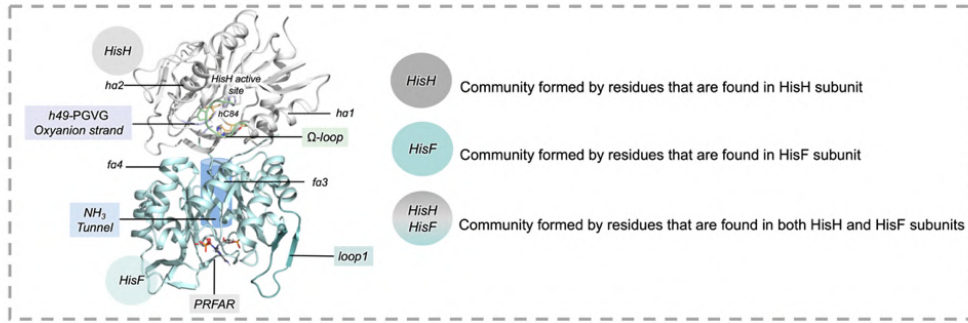 HisH
HisH active
site
hα2
hC84
h49-PGVG
Oxyanion strand
hα1
Ω-loop
fα4
fα3
NH₃
Tunnel
loop1
HisF
PRFAR
HisH
Community formed by residues that are found in HisH subunit
HisF
Community formed by residues that are found in HisF subunit
HisH
HisF
Community formed by residues that are found in both HisH and HisF subunits